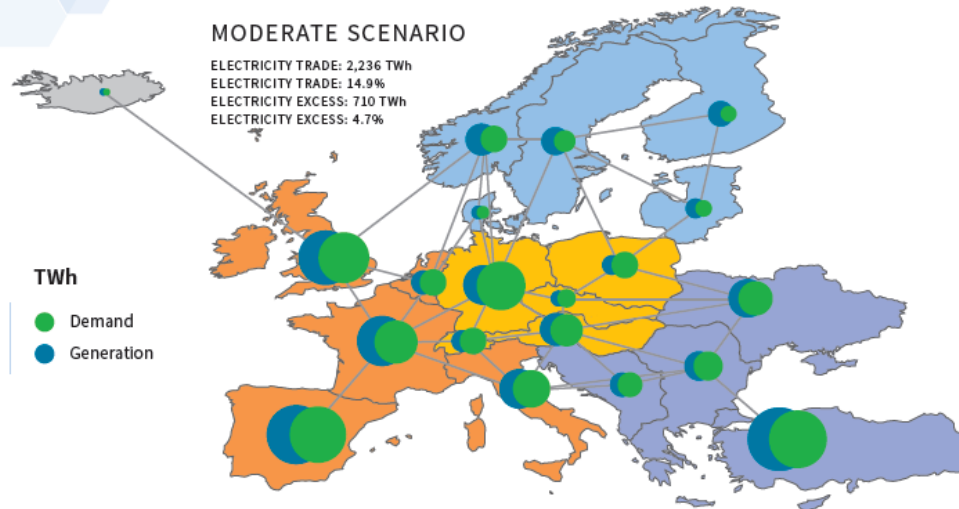 MODERATE SCENARIO
ELECTRICITY TRADE: 2,236 TWh
ELECTRICITY TRADE: 14.9%
ELECTRICITY EXCESS: 710 TWh
ELECTRICITY EXCESS: 4.7%
TWh
Demand
Generation